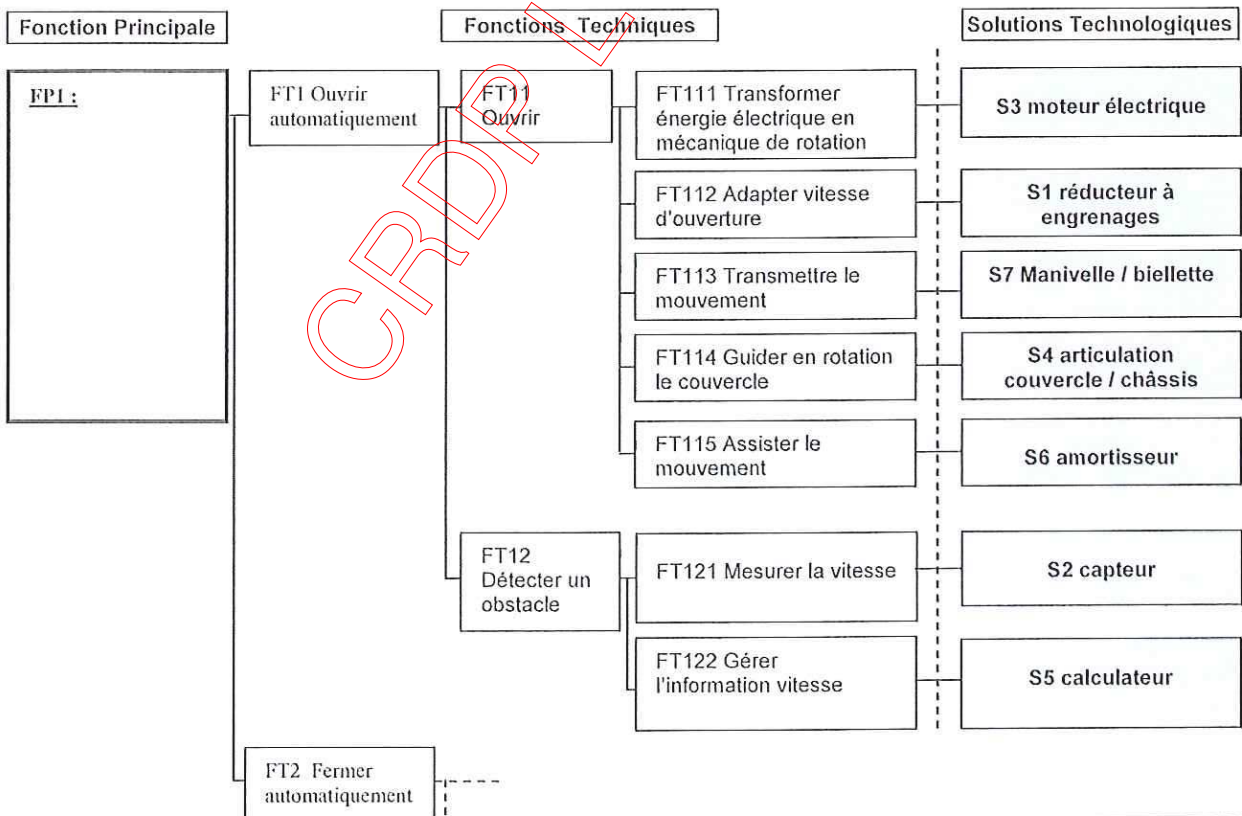 Fonction Principale
Fonctions Techniques
Solutions Technologiques
FP1 :
FT1 Ouvrir
automatiquement
FT11
Ouvrir
FT111 Transformer
énergie électrique en
mécanique de rotation
S3 moteur électrique
FT112 Adapter vitesse
d'ouverture
S1 réducteur à
engrenages
FT113 Transmettre le
mouvement
S7 Manivelle / biellette
FT114 Guider en rotation
le couvercle
S4 articulation
couvercle / châssis
FT115 Assister le
mouvement
S6 amortisseur
FT12
Détecter un
obstacle
FT121 Mesurer la vitesse
S2 capteur
FT122 Gérer
l'information vitesse
S5 calculateur
FT2 Fermer
automatiquement
CRDP L